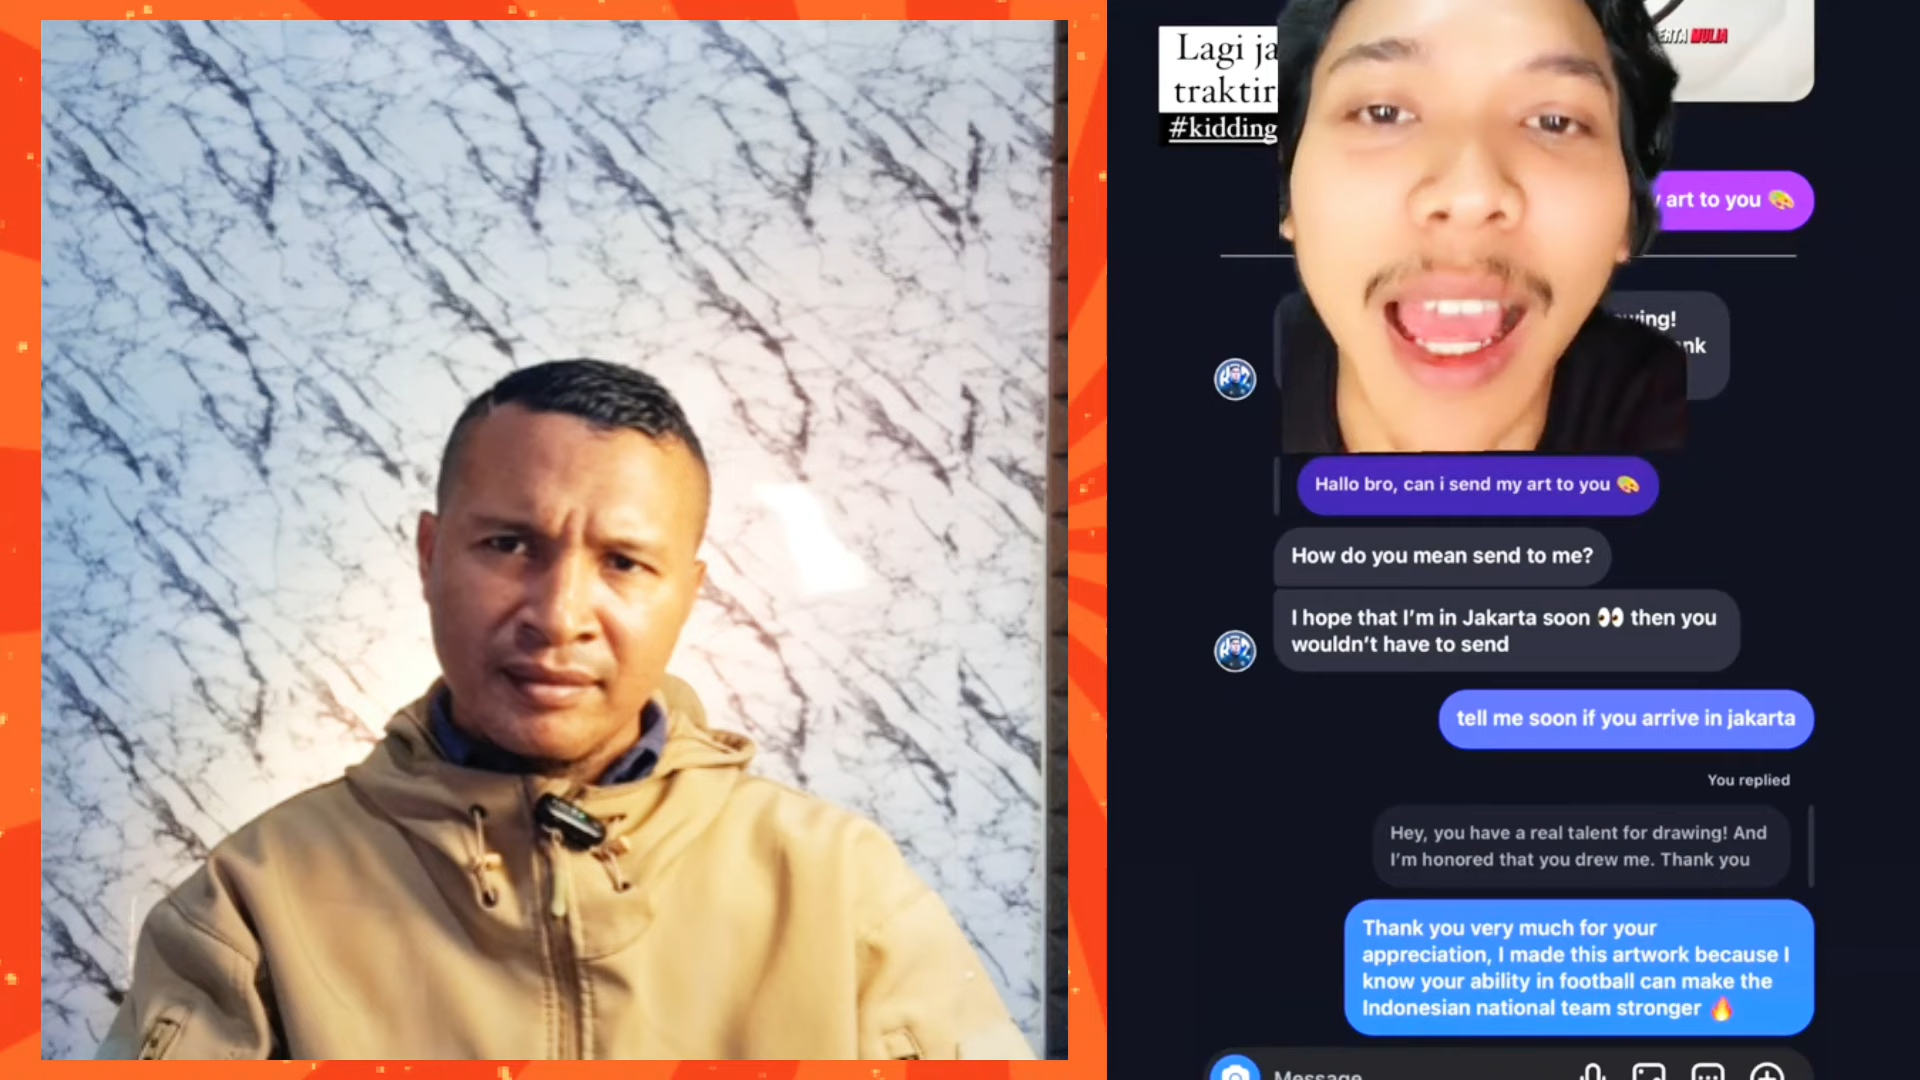 Lagi
traktir
#kidding
MULIA
art to you
Hallo bro, can i send my art to you
How do you mean send to me?
I hope that I'm in Jakarta soon 👀 then you
wouldn't have to send
tell me soon if you arrive in jakarta
You replied
Hey, you have a real talent for drawing! And
I'm honored that you drew me. Thank you
Thank you very much for your
appreciation, I made this artwork because I
know your ability in football can make the
Indonesian national team stronger 🔥
Message